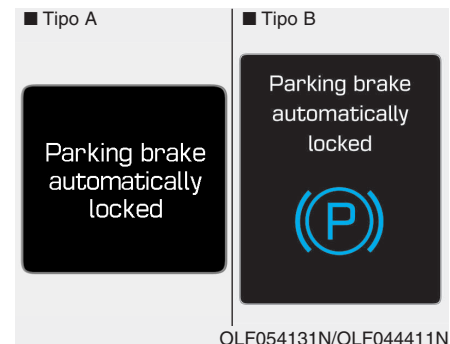 ■ Tipo A
Parking brake
automatically
locked
■ Tipo B
Parking brake
automatically
locked
P
OLF054131N/OLF044411N